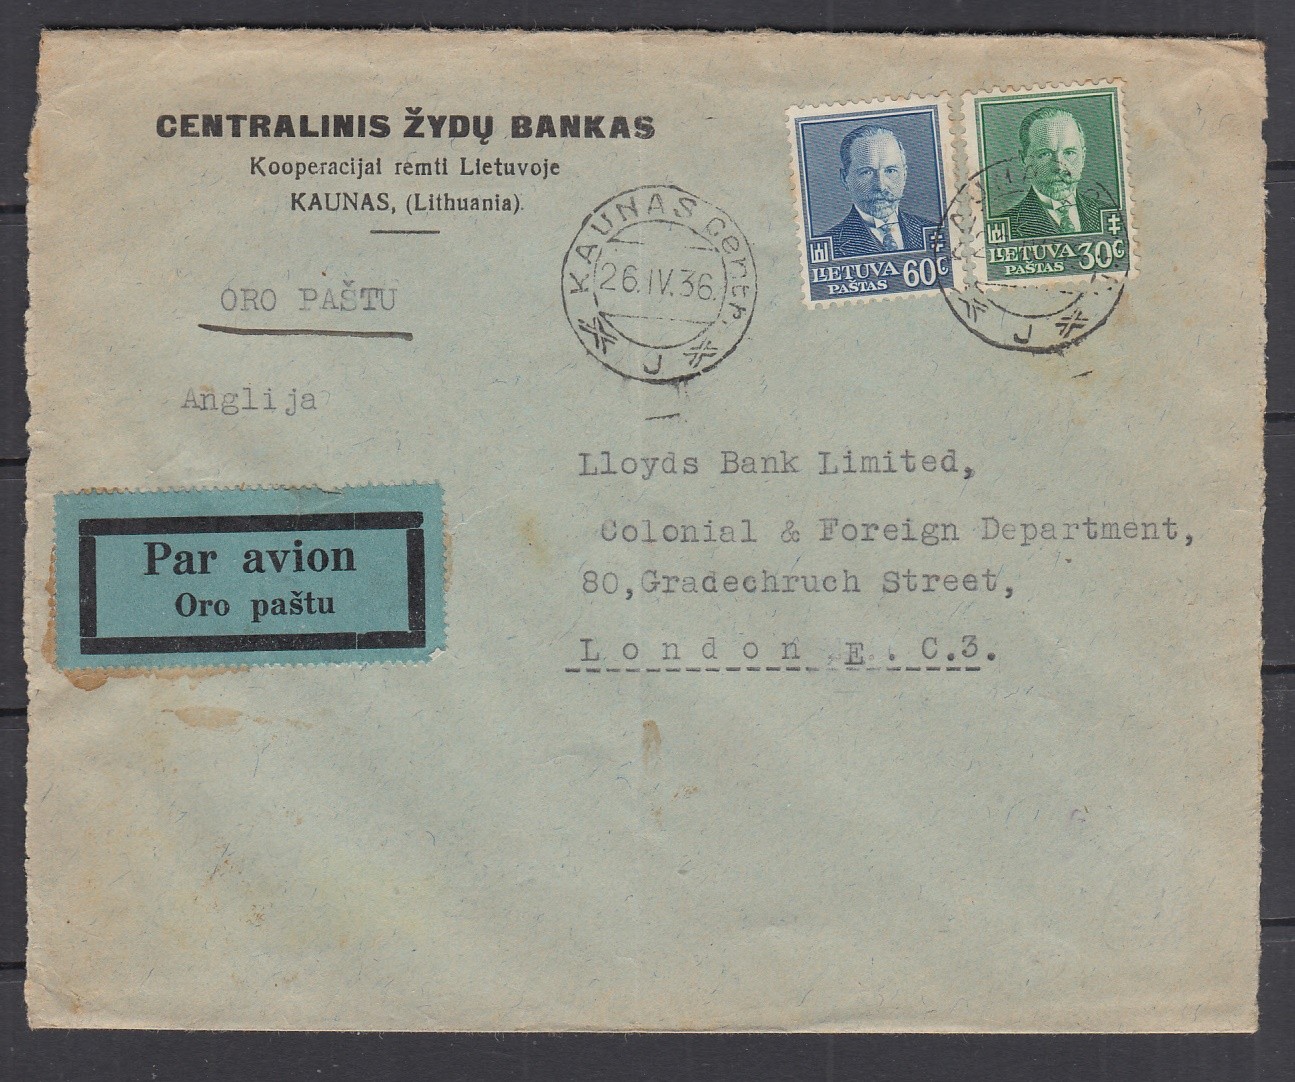 CENTRALINIS ŽYDŲ BANKAS
Kooperacijai remti Lietuvoje
KAUNAS, (Lithuania)
ORO PAŠTU
Anglija
KAUNAS centr.
26.IV.36.
J
LIETUVA 60C
PAŠTAS
LIETUVA 30C
PAŠTAS
J
Par avion
Oro paštu
Lloyds Bank Limited,
Colonial & Foreign Department,
80,Gradechruch Street,
London E. C.3.